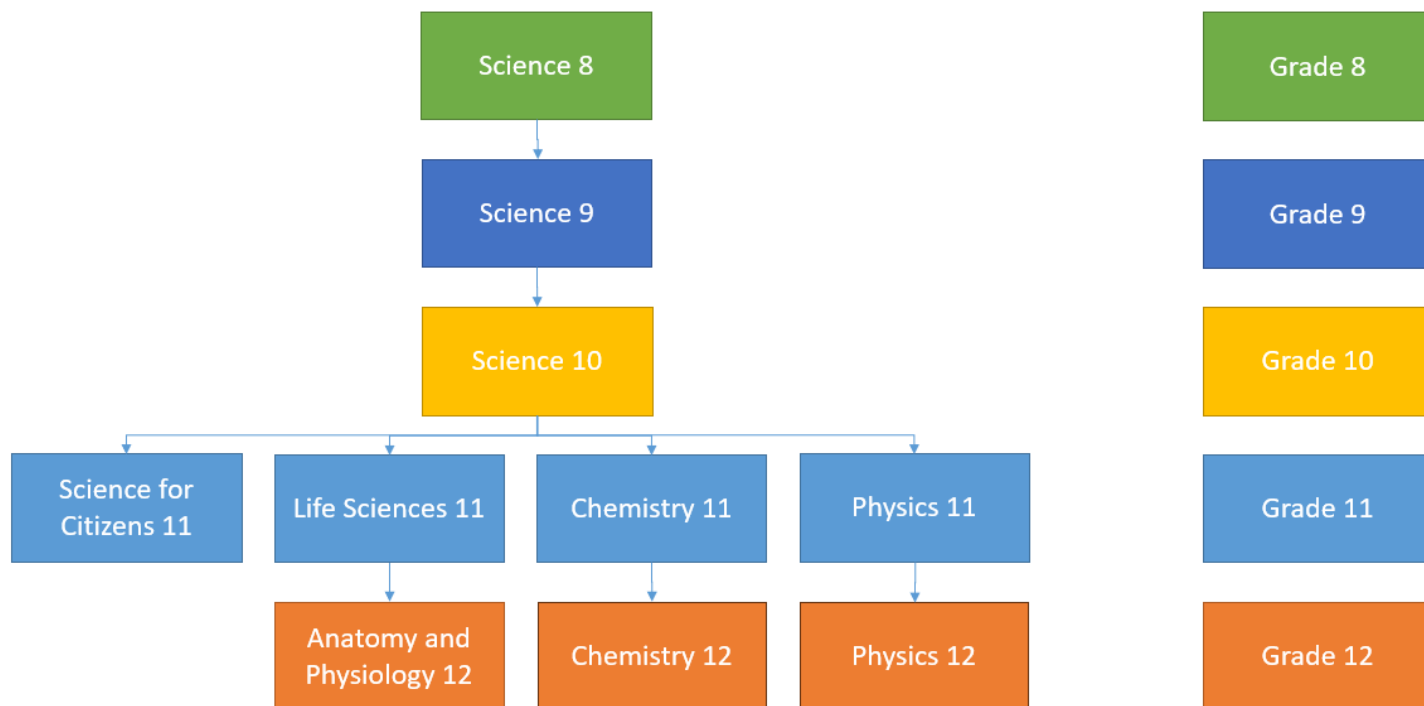 Science 8
Grade 8
Science 9
Grade 9
Science 10
Grade 10
Science for
Citizens 11
Life Sciences 11
Chemistry 11
Physics 11
Grade 11
Anatomy and
Physiology 12
Chemistry 12
Physics 12
Grade 12